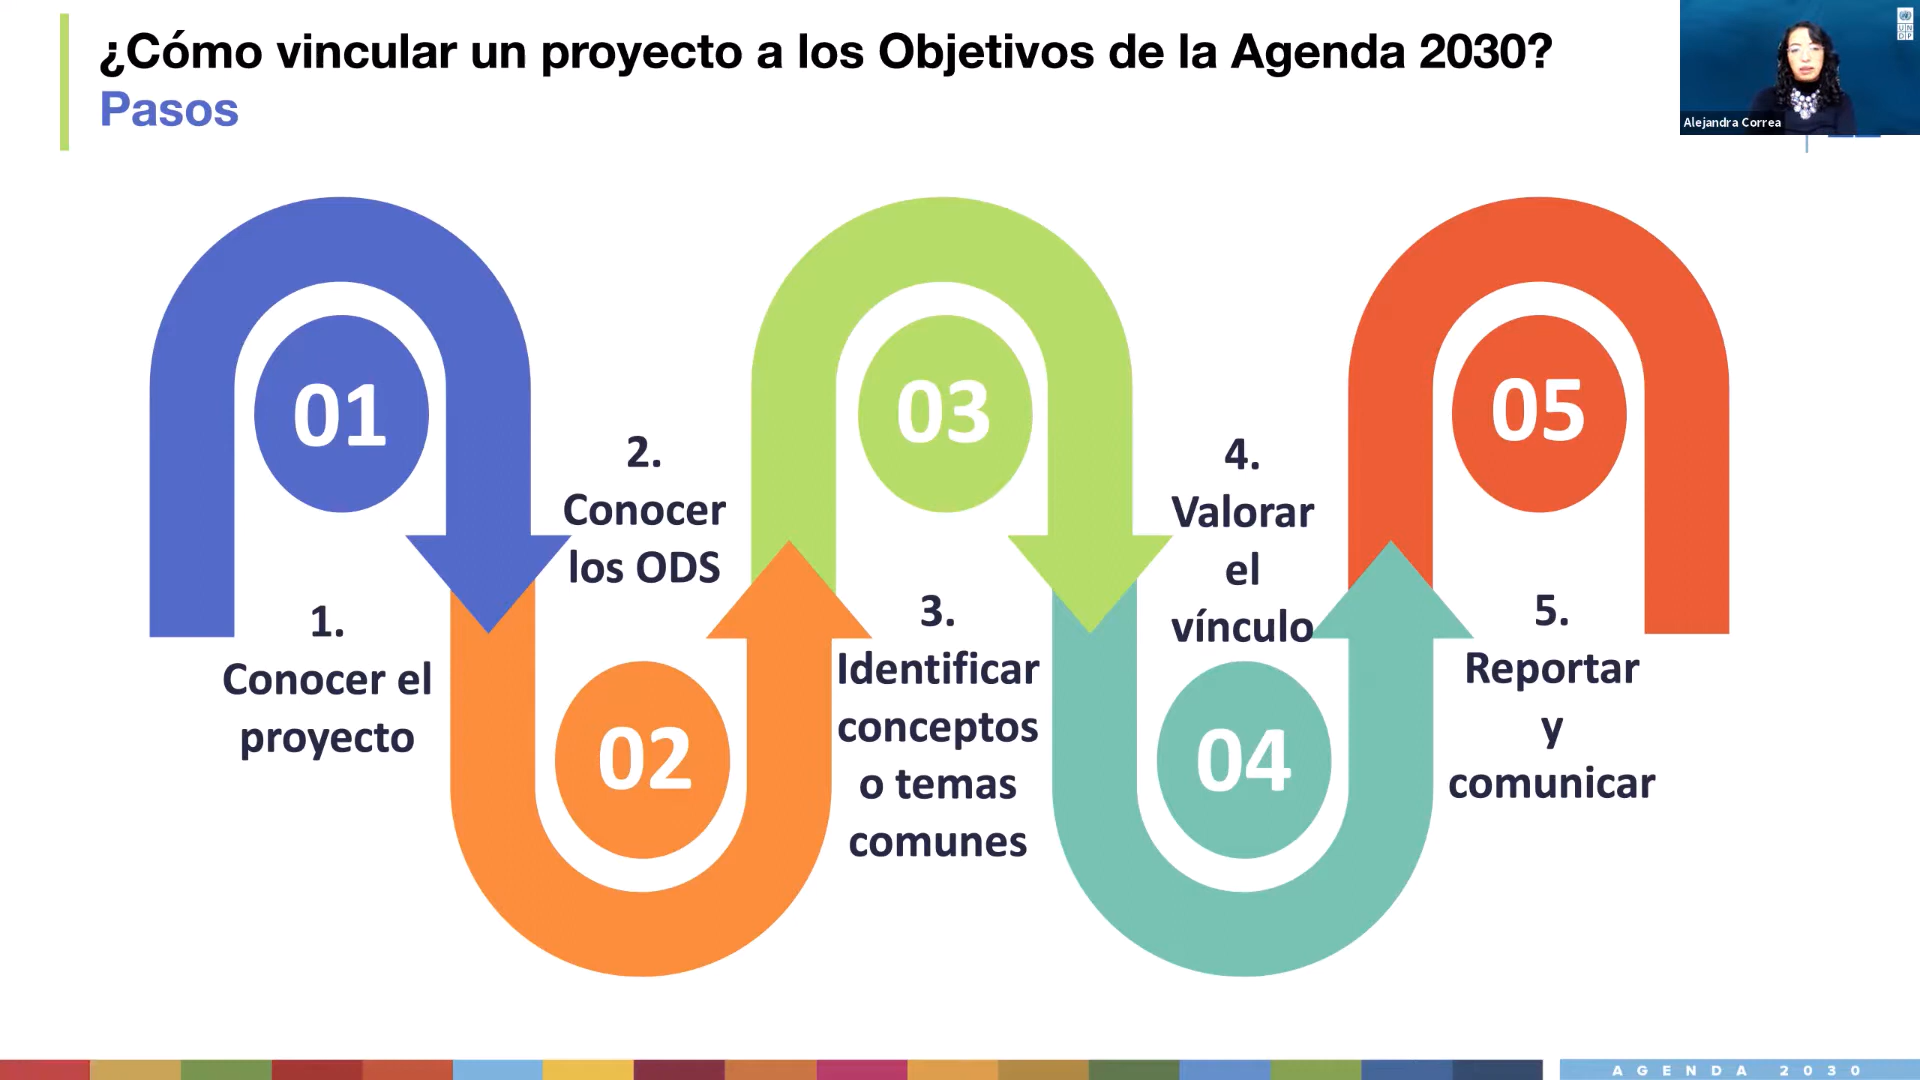 ¿Cómo vincular un proyecto a los Objetivos de la Agenda 2030?
Pasos
Alejandra Correa
U N
D P
01
1.
Conocer el
proyecto
2.
Conocer
los ODS
02
03
3.
Identificar
conceptos
o temas
comunes
4.
Valorar
el
vínculo
04
05
5.
Reportar
y
comunicar
AGENDA 2030